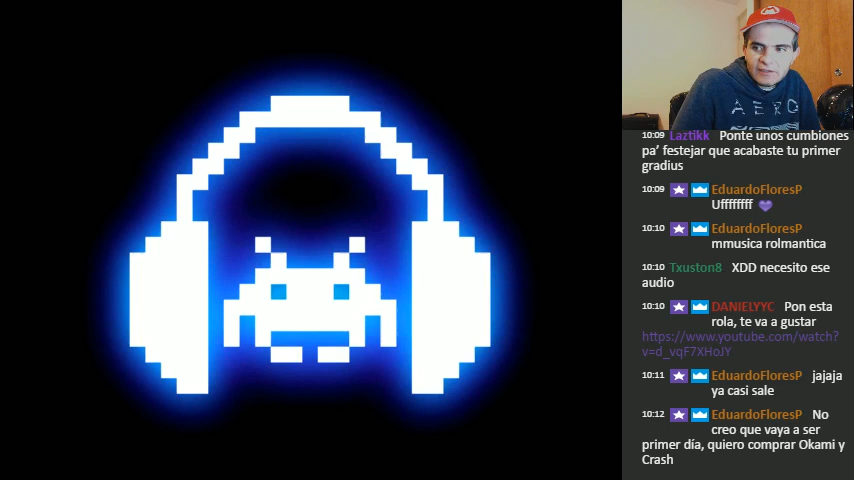 AERO
10:09 Laztikk Ponte unos cumbiones
pa' festejar que acabaste tu primer
gradius
10:09 EduardoFloresP
Uffffffff
10:10 EduardoFloresP
mmusica rolmantica
10:10 Txuston8 XDD necesito ese
audio
10:10 DANIELYYC Pon esta
rola, te va a gustar
https://www.youtube.com/watch?
v=d_vqF7XHoJY
10:11 EduardoFloresP jajaja
ya casi sale
10:12 EduardoFloresP No
creo que vaya a ser
primer día, quiero comprar Okami y
Crash